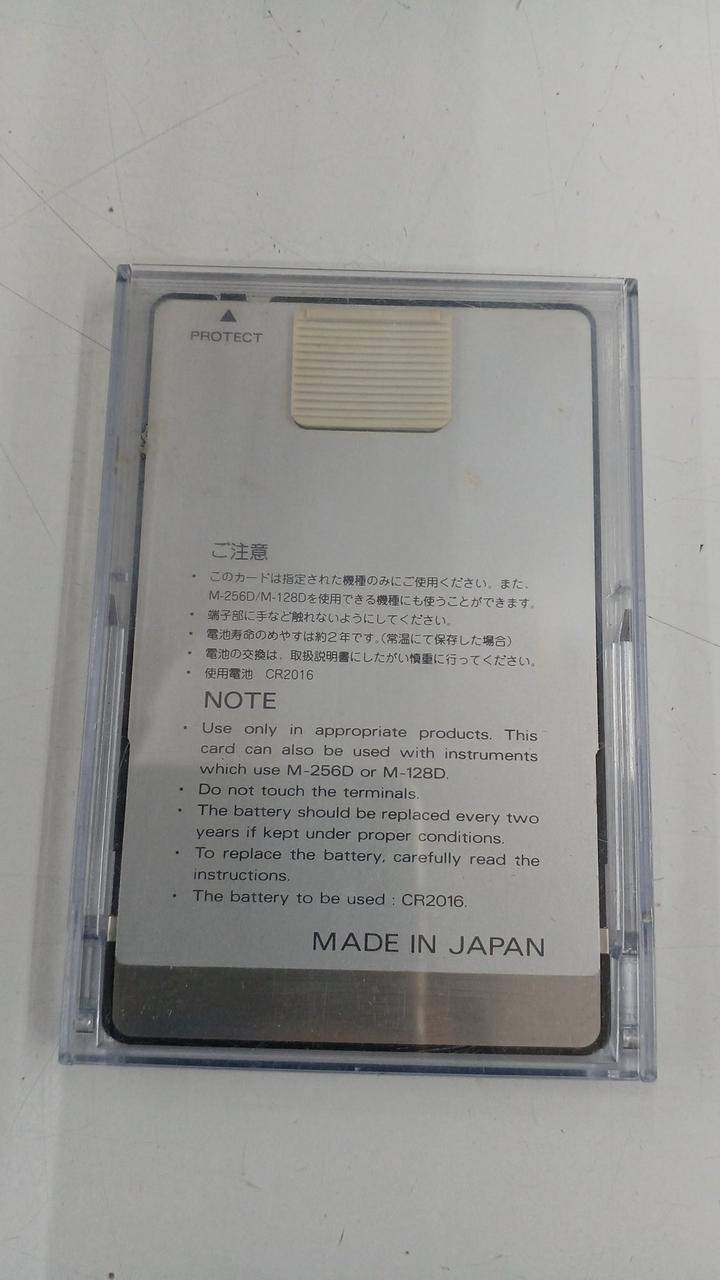 ▲
PROTECT
ご注意
・このカードは指定された機種のみにご使用ください。また、
M-256D/M-128Dを使用できる機種にも使うことができます。
・端子部に手など触れないようにしてください。
・電池寿命のめやすは約2年です。(常温にて保存した場合)
・電池の交換は、取扱説明書にしたがい慎重に行ってください。
・使用電池 CR2016
NOTE
・Use only in appropriate products. This
card can also be used with instruments
which use M-256D or M-128D.
・Do not touch the terminals.
・The battery should be replaced every two
years if kept under proper conditions.
・To replace the battery, carefully read the
instructions.
・The battery to be used : CR2016.
MADE IN JAPAN